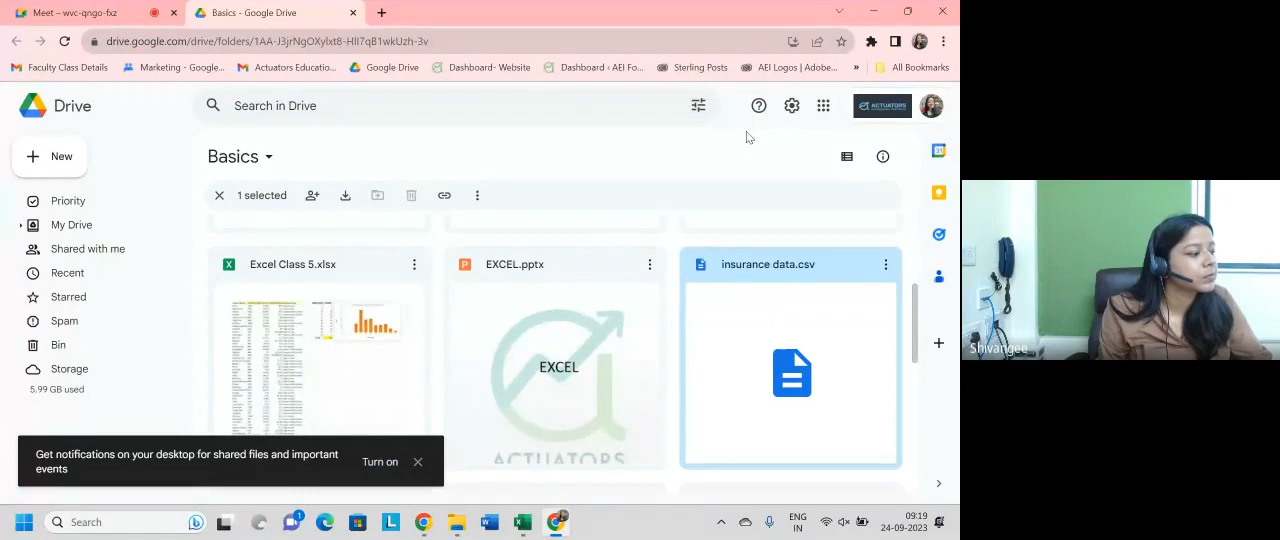 Meet – wvc-qngo-fxz
Basics - Google Drive
drive.google.com/drive/folders/1AA-J3jrNgOXylxt8-HlI7qB1wkUzh-3v
Faculty Class Details
Marketing - Google...
Actuators Educatio...
Google Drive
Dashboard- Website
Dashboard ‹ AEI Fo...
Sterling Posts
AEI Logos | Adobe...
»
All Bookmarks
Drive
Search in Drive
ACTUATORS
New
Basics
1 selected
Priority
My Drive
Shared with me
Recent
Starred
Spam
Bin
Storage
5.99 GB used
Excel Class 5.xlsx
insurance data.csv
EXCEL
ACTUATORS
Get notifications on your desktop for shared files and important
events
Turn on
Shivangee
Search
ENG
IN
09:19
24-09-2023